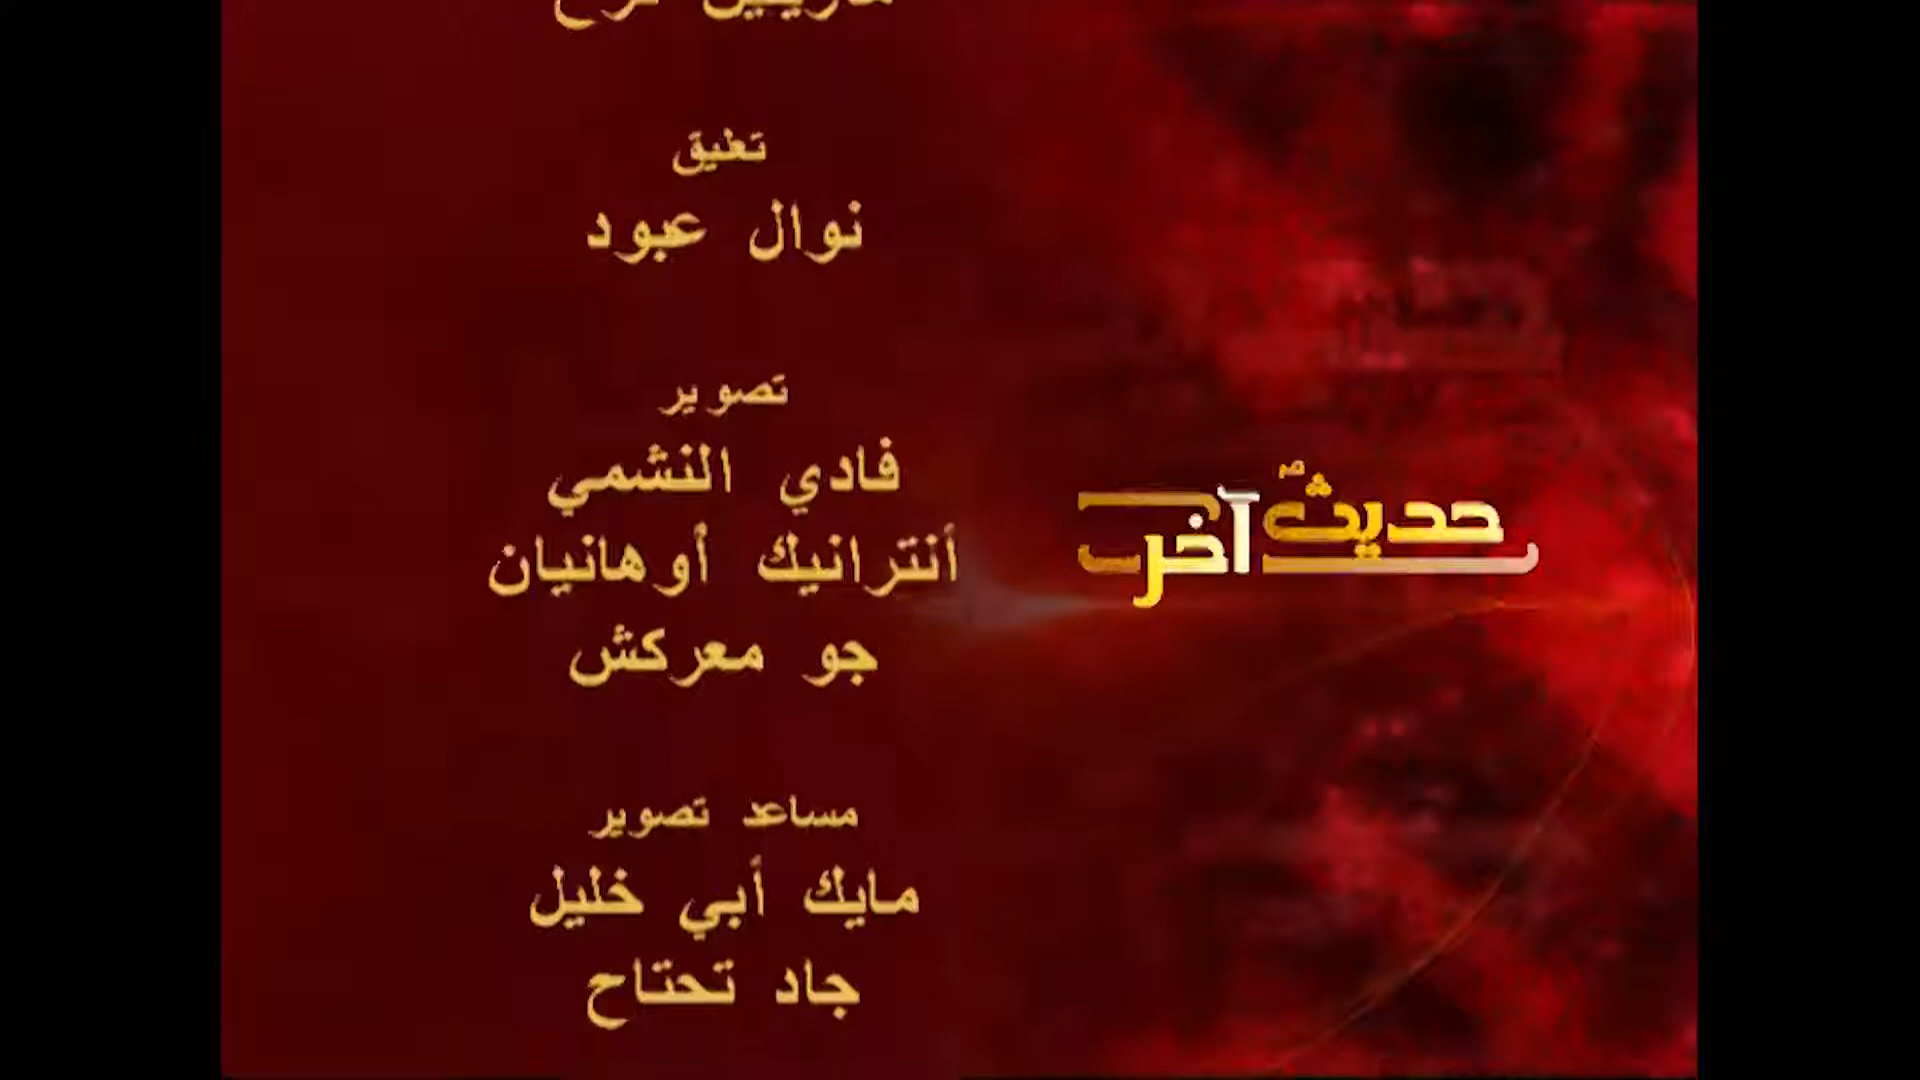 تعليق
نوال عبود
تصوير
فادي النشمي
أنترانيك أوهانيان
جو معركش
مساعد تصوير
مايك أبي خليل
جاد تحتاح
حديث آخر